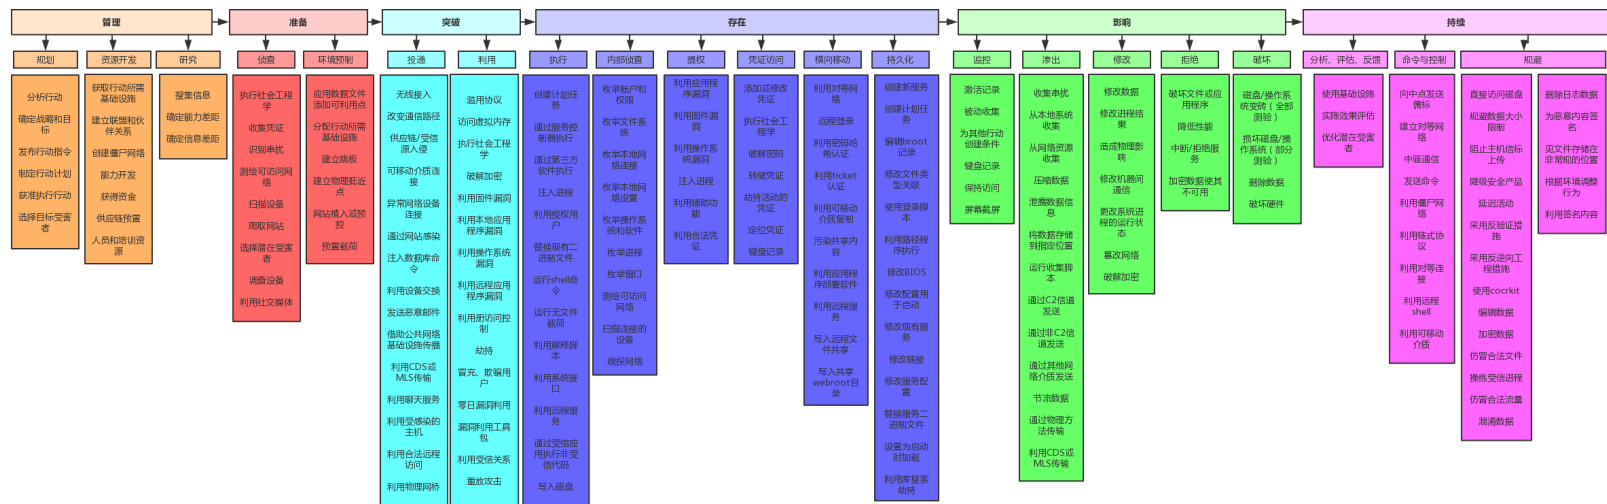 管理
准备
突破
存在
影响
持续
规划
资源开发
研究
侦查
环境预制
投递
利用
执行
内部侦查
提权
凭证访问
横向移动
持久化
监控
渗出
修改
拒绝
破坏
分析、评估、反馈
命令与控制
规避
分析行动
确定战略和目
标
发布行动指令
制定行动计划
获准执行行动
选择目标受害
者
获取行动所需
基础设施
建立联盟和伙
伴关系
创建僵尸网络
能力开发
获得资金
供应链预置
人员和培训资
源
搜集信息
确定能力差距
确定信息差距
执行社会工程
学
收集凭证
识别串扰
测绘可访问网
络
扫描设备
爬取网站
选择潜在受害
者
调查设备
利用社交媒体
应用数据文件
添加可利用点
分配行动所需
基础设施
建立跳板
建立物理抵近
点
网站植入或预
控
预置载荷
无线接入
改变通信路径
供应链/受信
源入侵
可移动介质连
接
异常网络设备
连接
通过网站感染
注入数据库命
令
利用设备交换
发送恶意邮件
借助公共网络
基础设施传播
利用CDS或
MLS传输
利用聊天服务
利用受感染的
主机
利用合法远程
访问
利用物理网桥
滥用协议
访问虚拟内存
执行社会工程
学
破解加密
利用固件漏洞
利用本地应用
程序漏洞
利用操作系统
漏洞
利用远程应用
程序漏洞
利用册访问控
制
劫持
冒充、欺骗用
户
零日漏洞利用
漏洞利用工具
包
利用受信关系
重放攻击
创建计划任务
通过服务控
制器执行
通过第三方
软件执行
注入进程
利用授权用
户
替换现有二
进制文件
运行shell命
令
运行无文件
载荷
利用解释脚
本
利用系统接
口
利用远程服
务
通过受信应
用执行非受
信代码
写入磁盘
枚举账户和
权限
枚举文件系
统
枚举本地网
络连接
枚举本地网
络设置
枚举操作系
统和软件
枚举进程
枚举窗口
测绘可访问
网络
扫描连接的
设备
嗅探网络
利用应用程
序漏洞
利用固件漏
洞
利用操作系
统漏洞
注入进程
利用辅助功
能
利用合法凭
证
添加或修改
凭证
执行社会工
程学
破解密码
转储凭证
劫持活动的
凭证
定位凭证
键盘记录
利用对等网
络
远程登录
利用密码哈
希认证
利用ticket
认证
利用可移动
介质复制
污染共享内
容
利用应用程
序部署软件
利用远程服
务
写入远程文
件共享
写入共享
webroot目
录
创建新服务
创建计划任
务
编辑broot
记录
修改文件类
型关联
使用登录脚
本
利用路径程
序执行
修改BIOS
修改配置用
于启动
修改现有服
务
修改链接
修改服务配
置
替换服务二
进制文件
设置为启动
时加载
利用库搜索
劫持
激活记录
被动收集
为其他行动
创建条件
键盘记录
保持访问
屏幕截屏
收集串扰
从本地系统
收集
从网络资源
收集
压缩数据
泄露数据信
息
将数据存储
到指定位置
运行收集脚
本
通过C2信道
发送
通过非C2信
道发送
通过其他网
络介质发送
节流数据
通过物理方
法传输
利用CDS或
MLS传输
修改数据
修改进程结
果
造成物理影
响
修改机器间
通信
更改系统进
程的运行状
态
篡改网络
破解加密
破坏文件或应
用程序
降低性能
中断/拒绝服
务
加密数据使其
不可用
磁盘/操作系
统变砖（全部
测验）
损坏磁盘/操
作系统（部分
测验）
删除数据
破坏硬件
使用基础设施
实施效果评估
优化潜在受害
者
向中点发送
儒标
建立对等网
络
中驱通信
发送命令
利用僵尸网
络
利用链式协
议
利用对等连
接
利用远程
shell
利用可移动
介质
直接访问磁盘
规避数据大小
限制
阻止主机信标
上传
降级安全产品
延迟活动
采用反验证措
施
采用反逆向工
程措施
使用cocrkit
编辑数据
加密数据
仿冒合法文件
操练受信进程
仿冒合法流量
混淆数据
删除日志数据
为恶意内容签
名
见文件存储在
非常规的位置
根据环境调整
行为
利用签名内容